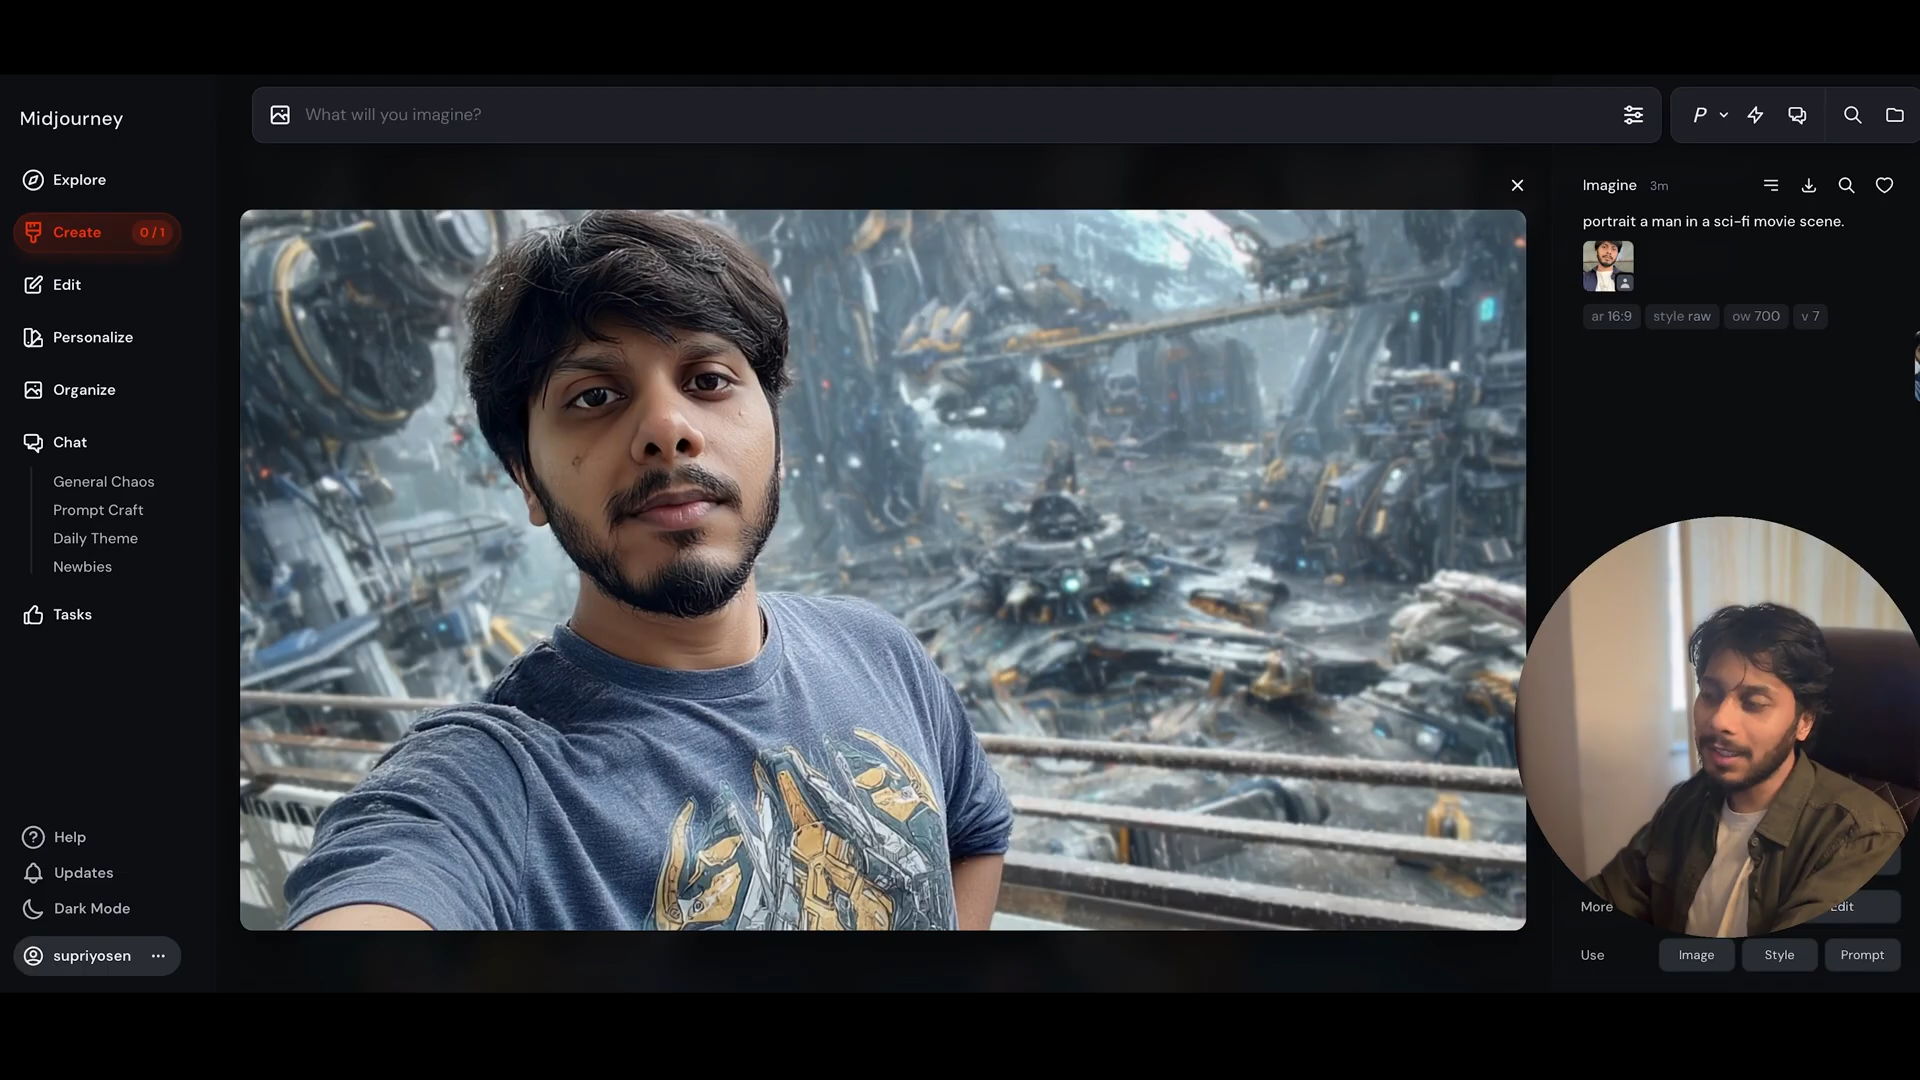 Midjourney
What will you imagine?
P
Explore
Create 0 / 1
Edit
Personalize
Organize
Chat
General Chaos
Prompt Craft
Daily Theme
Newbies
Tasks
Help
Updates
Dark Mode
supriyosen
Imagine 3m
portrait a man in a sci-fi movie scene.
ar 16:9 style raw ow 700 v 7
More Edit
Use Image Style Prompt